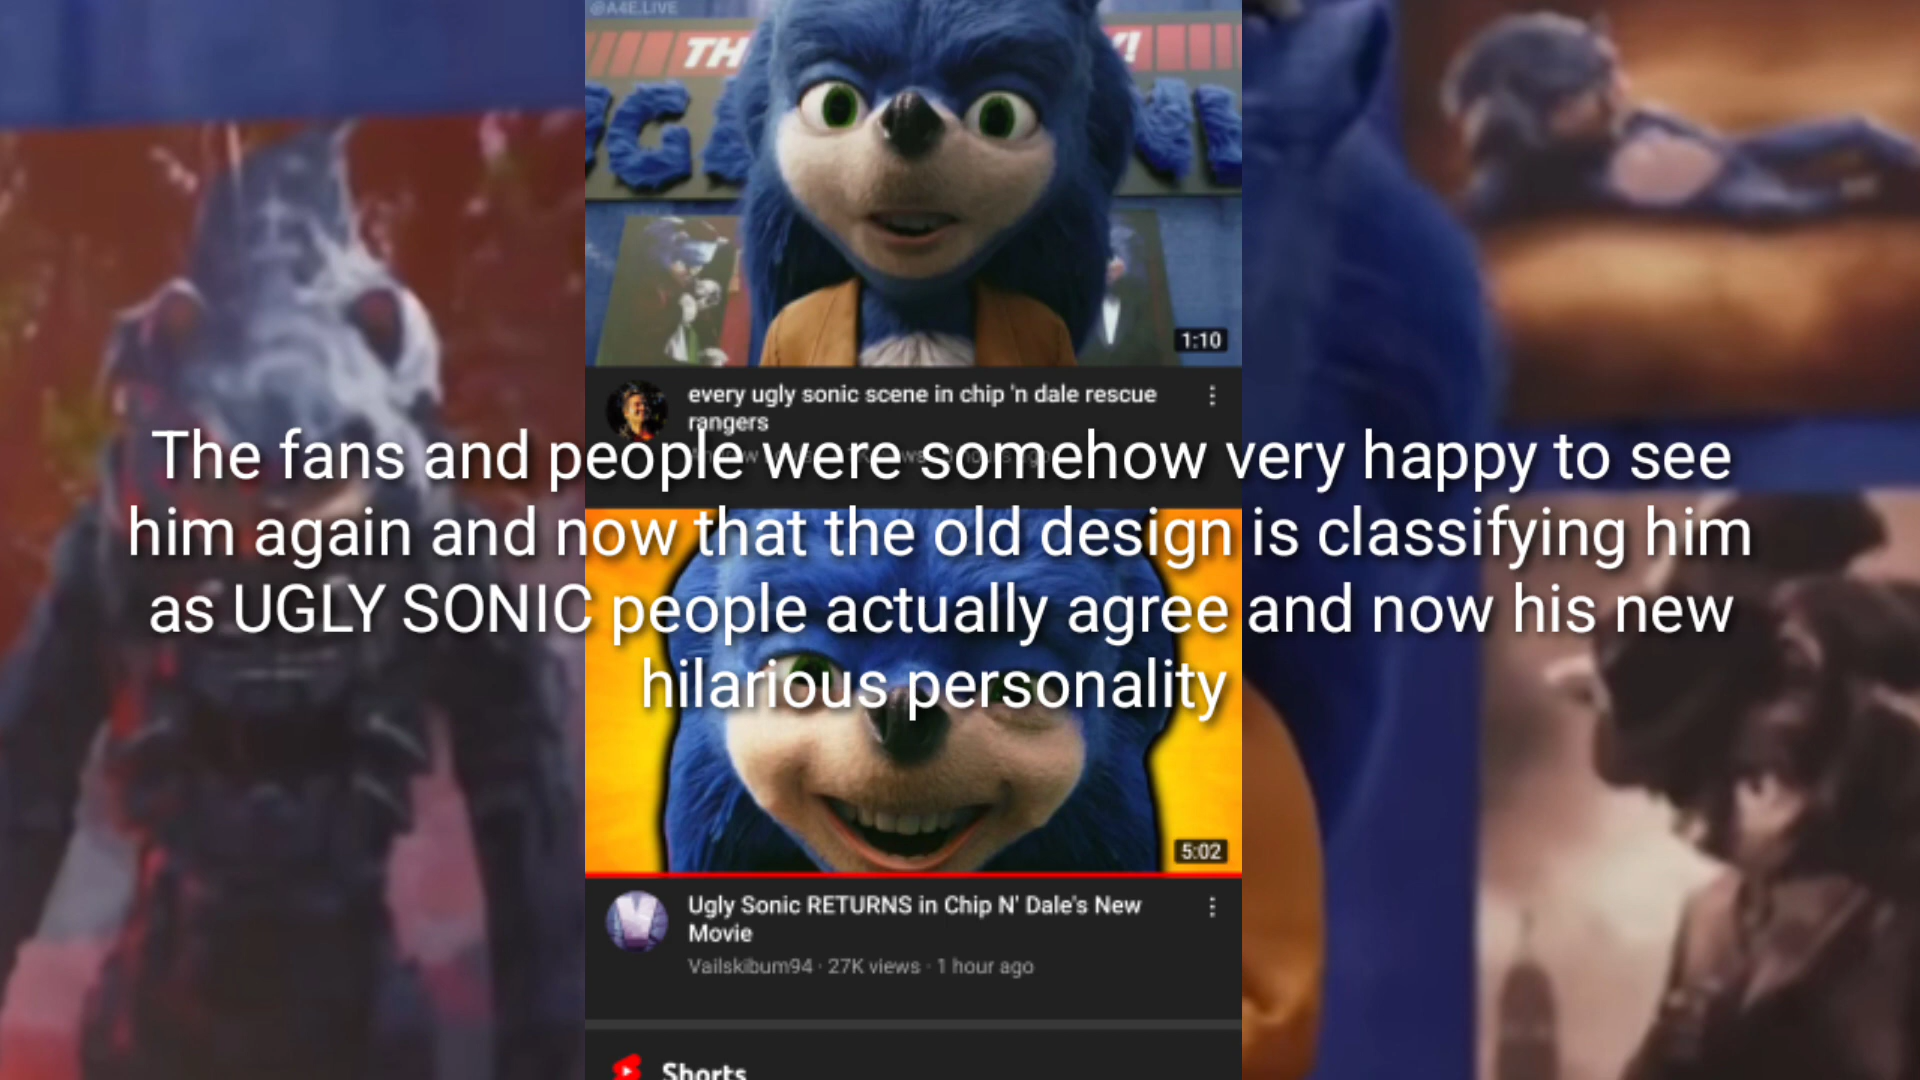 @A4E.LIVE
TH Y!
UG
1:10
every ugly sonic scene in chip 'n dale rescue
rangers
The fans and people were somehow very happy to see
him again and now that the old design is classifying him
as UGLY SONIC people actually agree and now his new
hilarious personality
5:02
Ugly Sonic RETURNS in Chip N' Dale's New
Movie
Vailskibum94 · 27K views · 1 hour ago
Shorts